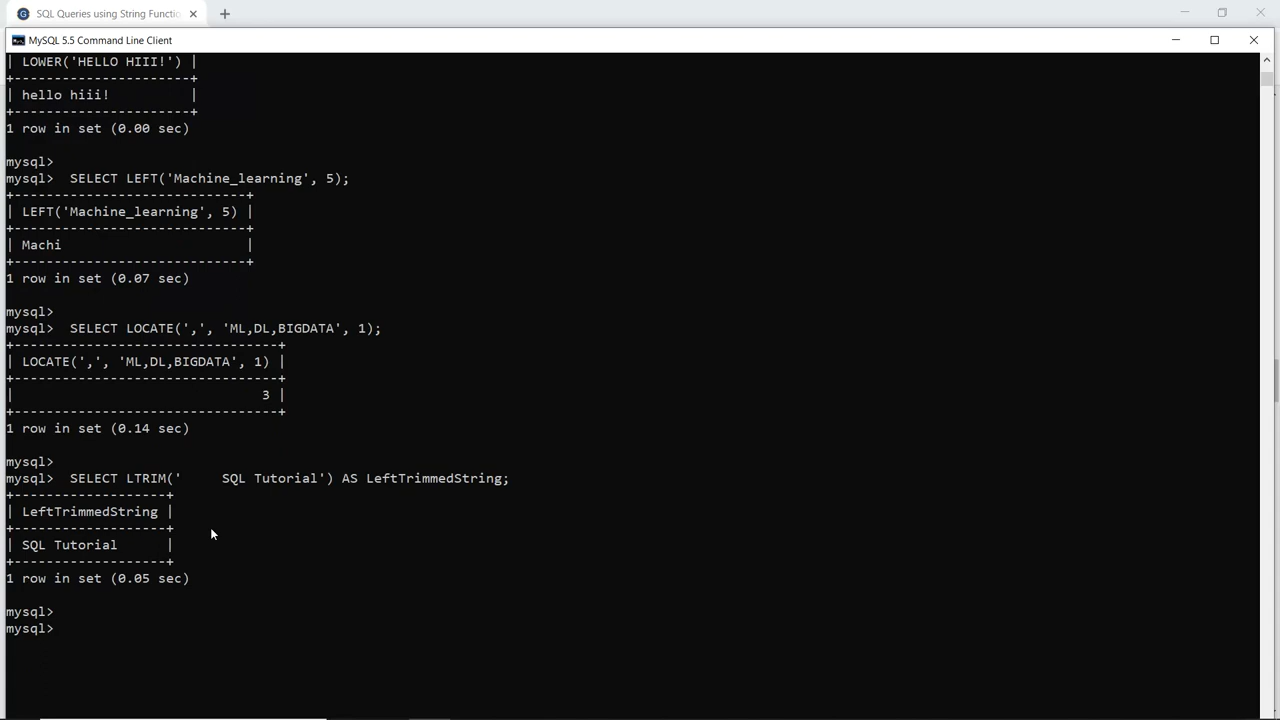 SQL Queries using String Functio
MySQL 5.5 Command Line Client
| LOWER('HELLO HIII!') |
+----------------------+
| hello hiii!          |
+----------------------+
1 row in set (0.00 sec)
mysql>
mysql>  SELECT LEFT('Machine_learning', 5);
+-----------------------------+
| LEFT('Machine_learning', 5) |
+-----------------------------+
| Machi                       |
+-----------------------------+
1 row in set (0.07 sec)
mysql>
mysql>  SELECT LOCATE(',', 'ML,DL,BIGDATA', 1);
+---------------------------------+
| LOCATE(',', 'ML,DL,BIGDATA', 1) |
+---------------------------------+
|                               3 |
+---------------------------------+
1 row in set (0.14 sec)
mysql>
mysql>  SELECT LTRIM('     SQL Tutorial') AS LeftTrimmedString;
+-------------------+
| LeftTrimmedString |
+-------------------+
| SQL Tutorial      |
+-------------------+
1 row in set (0.05 sec)
mysql>
mysql>